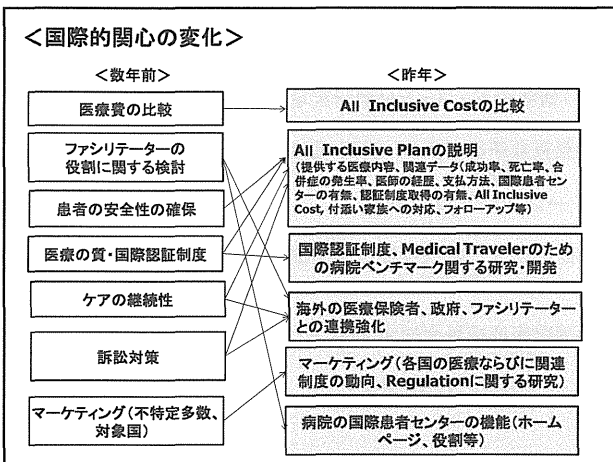 <国際的関心の変化>
<数年前>
医療費の比較
ファシリテーターの
役割に関する検討
患者の安全性の確保
医療の質・国際認証制度
ケアの継続性
訴訟対策
マーケティング(不特定多数、
対象国)
<昨年>
All Inclusive Costの比較
All Inclusive Planの説明
(提供する医療内容、関連データ(成功率、死亡率、合
併症の発生率、医師の経歴、支払方法、国際患者セン
ターの有無、認証制度取得の有無、All Inclusive
Cost, 付添い家族への対応、フォローアップ等)
国際認証制度、Medical Travelerのため
の病院ベンチマーク関する研究・開発
海外の医療保険者、政府、ファシリテーター
との連携強化
マーケティング(各国の医療ならびに関連
制度の動向、Regulationに関する研究)
病院の国際患者センターの機能(ホーム
ページ、役割等)